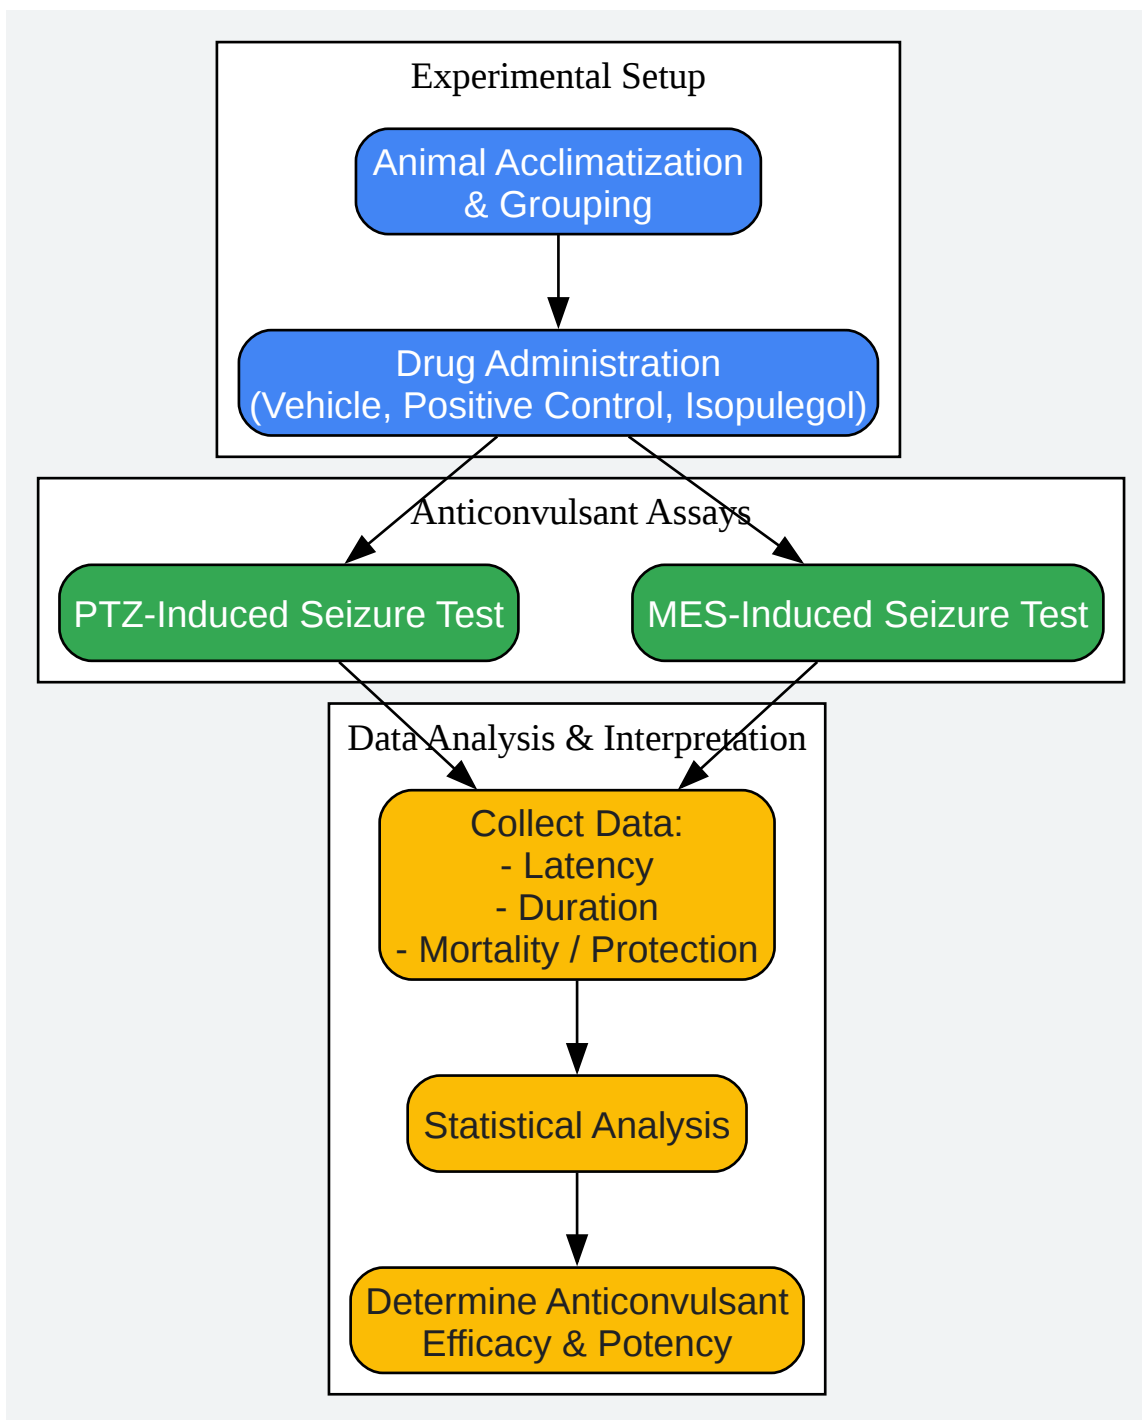 Experimental Setup
Animal Acclimatization
& Grouping
Drug Administration
(Vehicle, Positive Control, Isopulegol)
Anticonvulsant Assays
PTZ-Induced Seizure Test
MES-Induced Seizure Test
Data Analysis & Interpretation
Collect Data:
- Latency
- Duration
- Mortality / Protection
Statistical Analysis
Determine Anticonvulsant
Efficacy & Potency